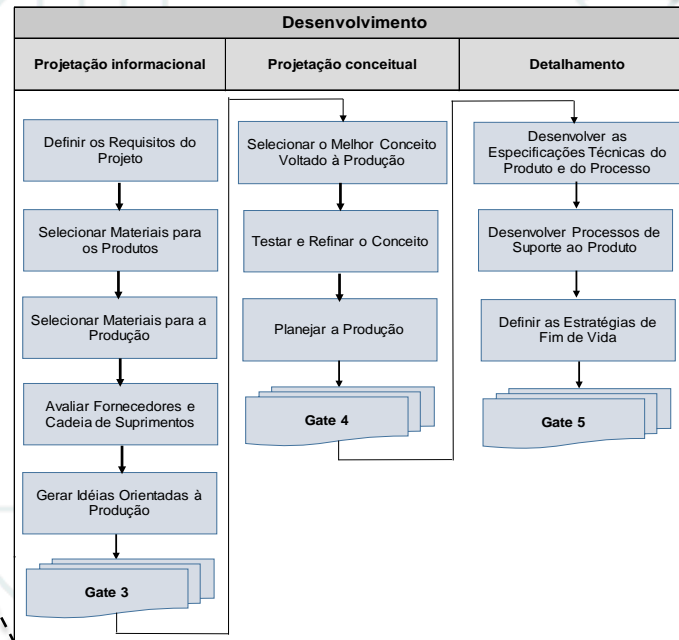 Desenvolvimento
Projetação informacional
Projetação conceitual
Detalhamento
Definir os Requisitos do
Projeto
Selecionar Materiais para
os Produtos
Selecionar Materiais para a
Produção
Avaliar Fornecedores e
Cadeia de Suprimentos
Gerar Idéias Orientadas à
Produção
Gate 3
Selecionar o Melhor Conceito
Voltado à Produção
Testar e Refinar o Conceito
Planejar a Produção
Gate 4
Desenvolver as
Especificações Técnicas do
Produto e do Processo
Desenvolver Processos de
Suporte ao Produto
Definir as Estratégias de
Fim de Vida
Gate 5